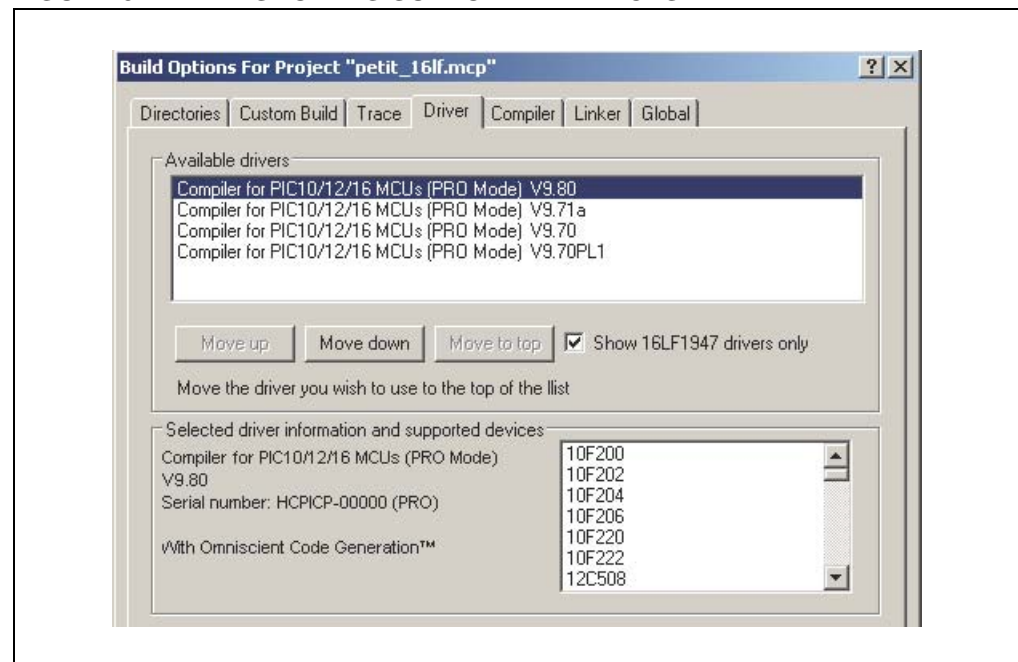 Build Options For Project "petit_16lf.mcp"
Directories Custom Build Trace Driver Compiler Linker Global
Available drivers
Compiler for PIC10/12/16 MCUs (PRO Mode) V9.80
Compiler for PIC10/12/16 MCUs (PRO Mode) V9.71a
Compiler for PIC10/12/16 MCUs (PRO Mode) V9.70
Compiler for PIC10/12/16 MCUs (PRO Mode) V9.70PL1
Move up Move down Move to top Show 16LF1947 drivers only
Move the driver you wish to use to the top of the llist
Selected driver information and supported devices
Compiler for PIC10/12/16 MCUs (PRO Mode)
V9.80
Serial number: HCPICP-00000 (PRO)
With Omniscient Code Generation™
10F200
10F202
10F204
10F206
10F220
10F222
12C508